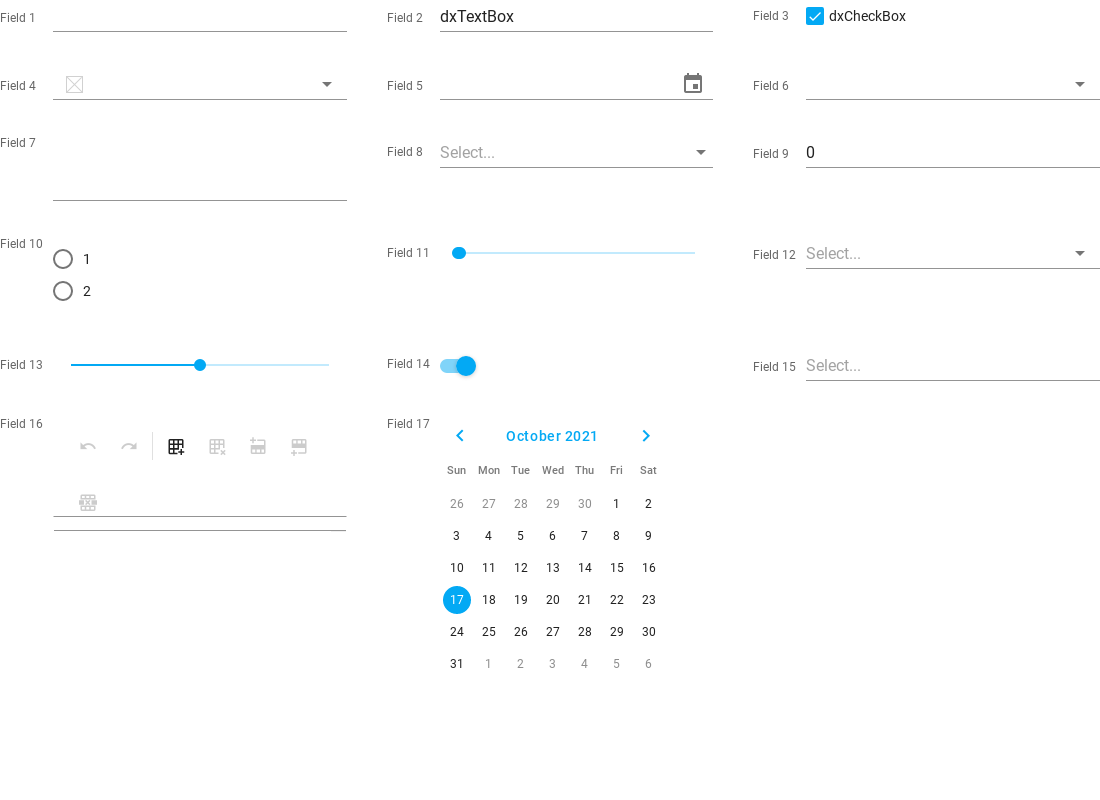 Field 1
Field 2 dxTextBox
Field 3 dxCheckBox
Field 4
Field 5
Field 6
Field 7
Field 8 Select...
Field 9 0
Field 10
1
2
Field 11
Field 12 Select...
Field 13
Field 14
Field 15 Select...
Field 16
Field 17
October 2021
Sun Mon Tue Wed Thu Fri Sat
26 27 28 29 30 1 2
3 4 5 6 7 8 9
10 11 12 13 14 15 16
17 18 19 20 21 22 23
24 25 26 27 28 29 30
31 1 2 3 4 5 6